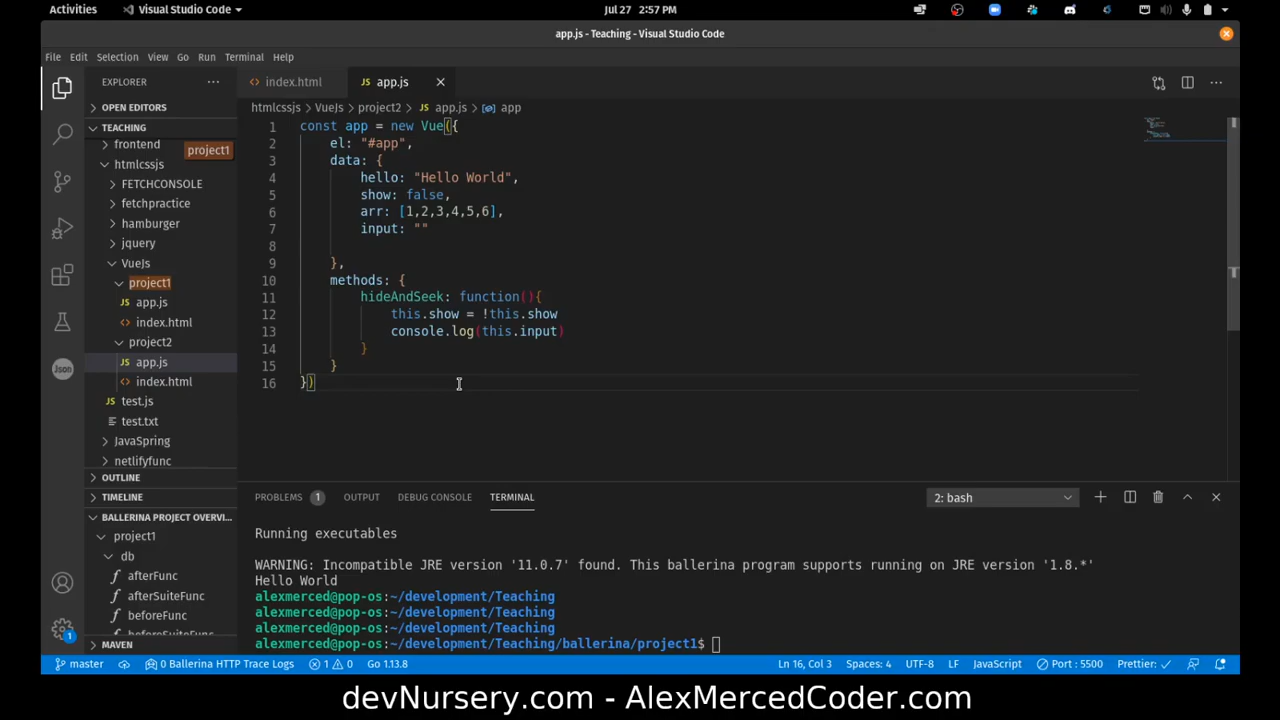 Activities Visual Studio Code Jul 27 2:57 PM
app.js - Teaching - Visual Studio Code
File Edit Selection View Go Run Terminal Help
EXPLORER ··· index.html JS app.js
htmlcssjs > VueJs > project2 > JS app.js > app
OPEN EDITORS
TEACHING
frontend
project1
htmlcssjs
FETCHCONSOLE
fetchpractice
hamburger
jquery
VueJs
project1
JS app.js
index.html
project2
JS app.js
index.html
JS test.js
test.txt
JavaSpring
netlifyfunc
OUTLINE
TIMELINE
BALLERINA PROJECT OVERVI...
project1
db
afterFunc
afterSuiteFunc
beforeFunc
beforeSuiteFunc
MAVEN
Json
1
1 const app = new Vue({
2 el: "#app",
3 data: {
4 hello: "Hello World",
5 show: false,
6 arr: [1,2,3,4,5,6],
7 input: ""
8
9 },
10 methods: {
11 hideAndSeek: function(){
12 this.show = !this.show
13 console.log(this.input)
14 }
15 }
16 })
PROBLEMS 1 OUTPUT DEBUG CONSOLE TERMINAL 2: bash
Running executables
WARNING: Incompatible JRE version '11.0.7' found. This ballerina program supports running on JRE version '1.8.*'
Hello World
alexmerced@pop-os:~/development/Teaching
alexmerced@pop-os:~/development/Teaching
alexmerced@pop-os:~/development/Teaching
alexmerced@pop-os:~/development/Teaching/ballerina/project1$
master 0 Ballerina HTTP Trace Logs 1 0 Go 1.13.8 Ln 16, Col 3 Spaces: 4 UTF-8 LF JavaScript Port : 5500 Prettier: ✓
devNursery.com - AlexMercedCoder.com